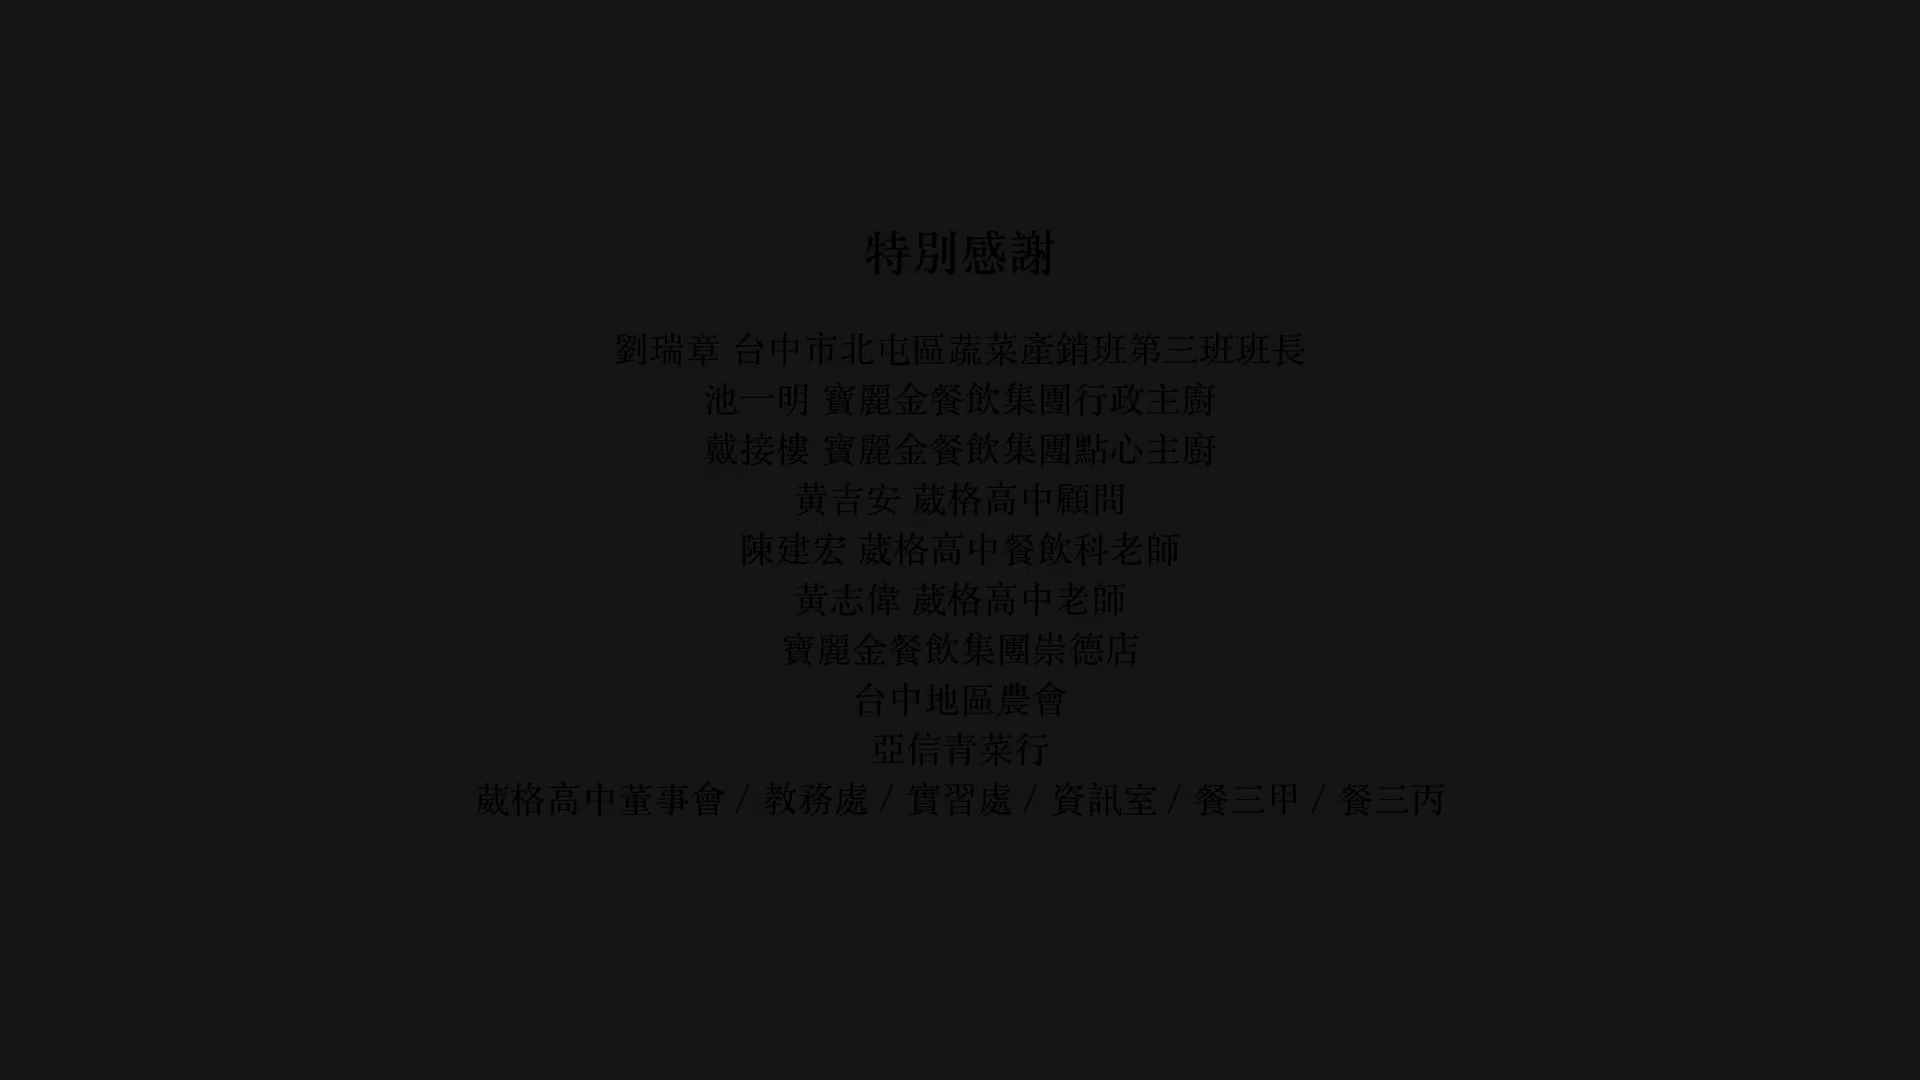 特別感謝
劉瑞章 台中市北屯區蔬菜產銷班第三班班長
池一明 寶麗金餐飲集團行政主廚
戴接樓 寶麗金餐飲集團點心主廚
黃吉安 葳格高中顧問
陳建宏 葳格高中餐飲科老師
黃志偉 葳格高中老師
寶麗金餐飲集團崇德店
台中地區農會
亞信青菜行
葳格高中董事會 / 教務處 / 實習處 / 資訊室 / 餐三甲 / 餐三丙